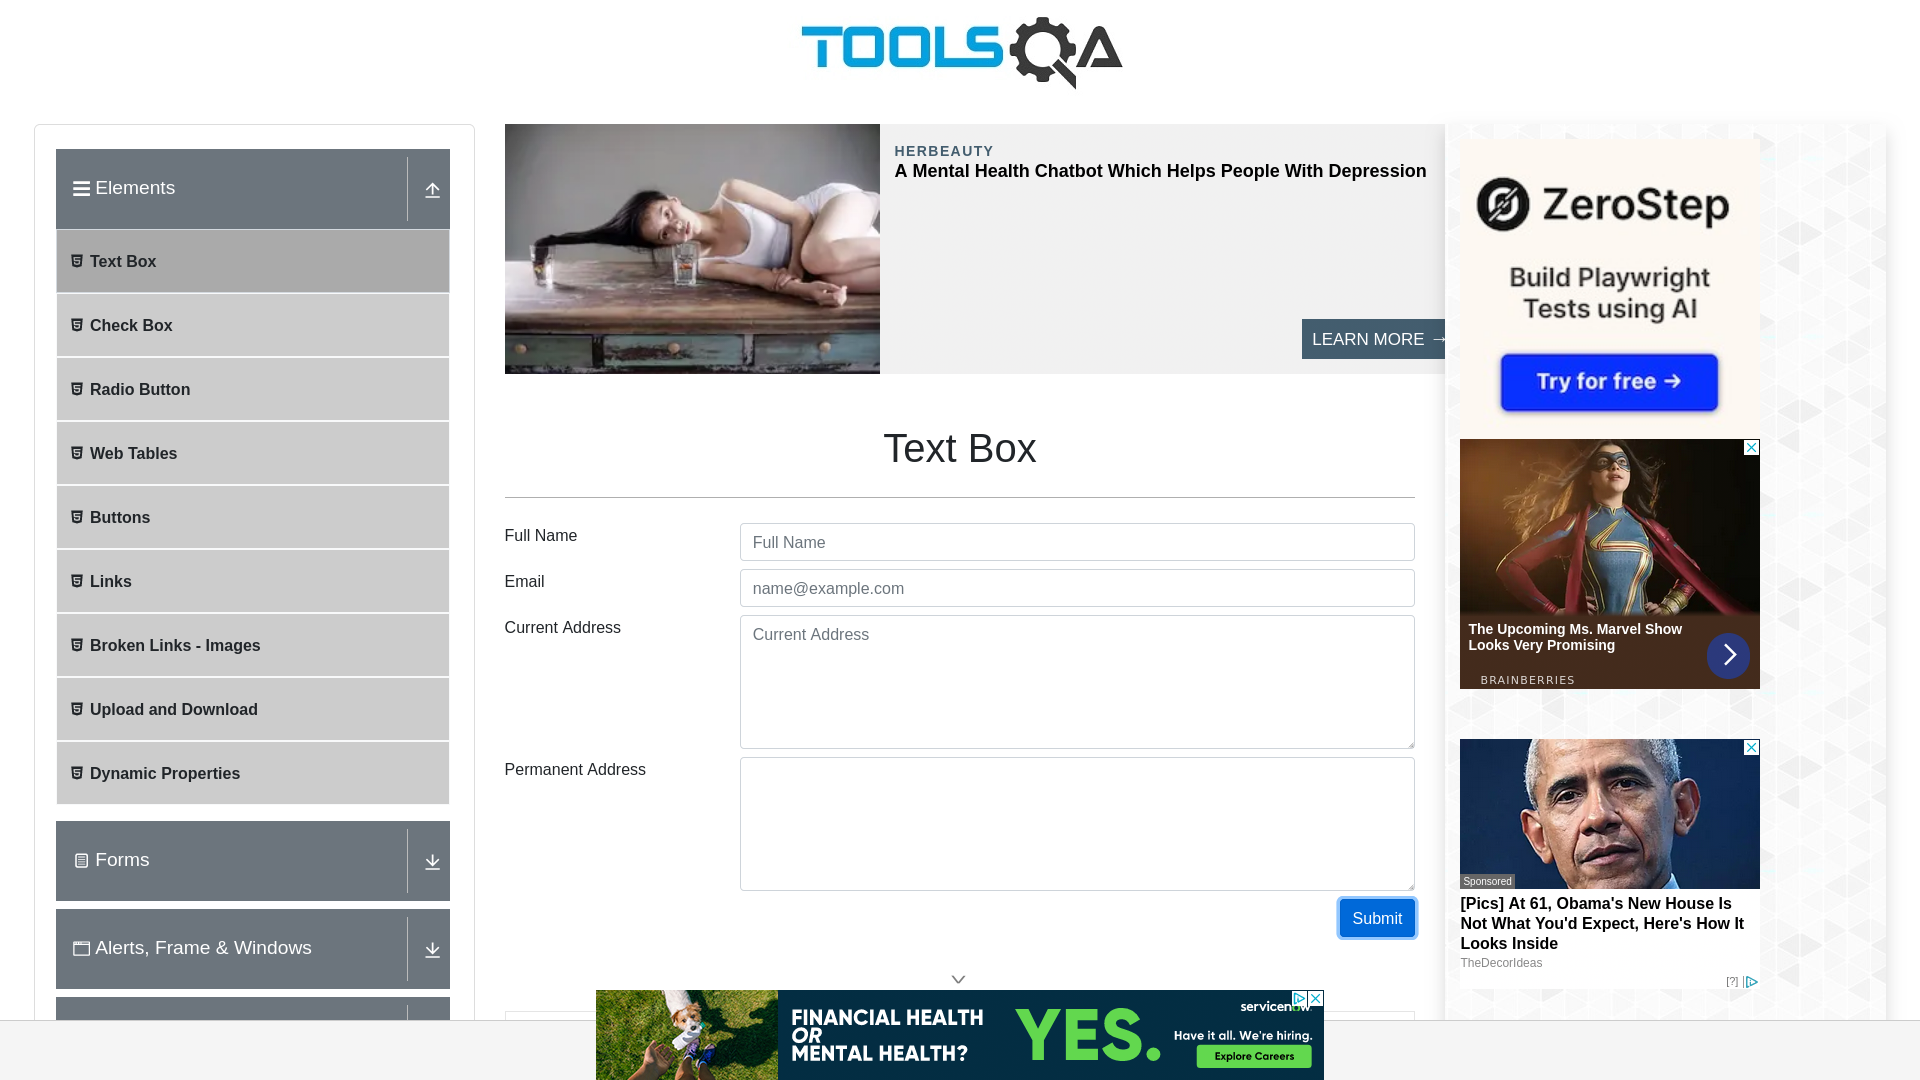 TOOLSQA
Elements
Text Box
Check Box
Radio Button
Web Tables
Buttons
Links
Broken Links - Images
Upload and Download
Dynamic Properties
Forms
Alerts, Frame & Windows
HERBEAUTY
A Mental Health Chatbot Which Helps People With Depression
LEARN MORE →
Text Box
Full Name
Full Name
Email
name@example.com
Current Address
Current Address
Permanent Address
Submit
ZeroStep
Build Playwright
Tests using AI
Try for free →
The Upcoming Ms. Marvel Show
Looks Very Promising
BRAINBERRIES
Sponsored
[Pics] At 61, Obama's New House Is
Not What You'd Expect, Here's How It
Looks Inside
TheDecorIdeas
[?]
FINANCIAL HEALTH
OR
MENTAL HEALTH?
YES.
servicenow
Have it all. We're hiring.
Explore Careers